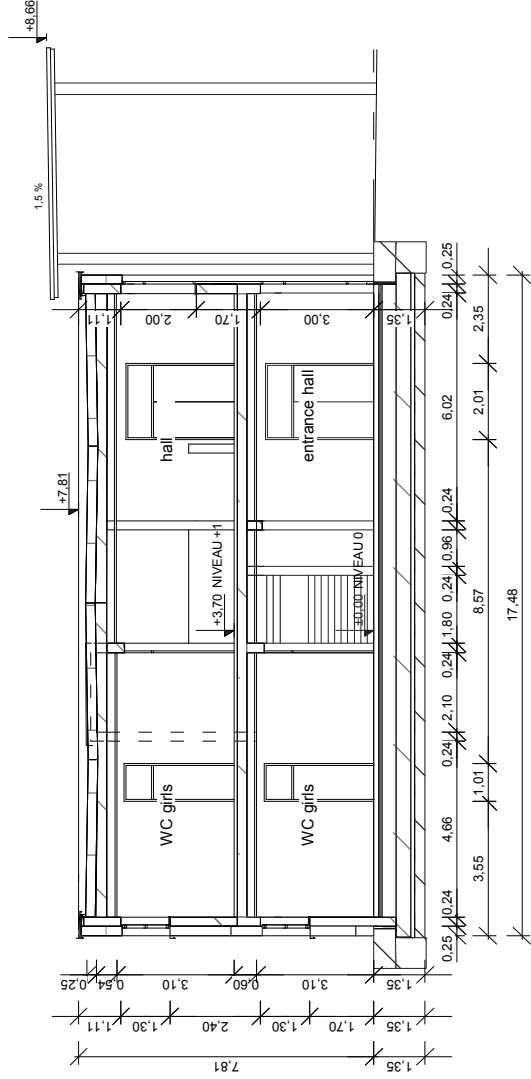 +8,66
1,5 %
+7,81
1,11
2,00
1,70
3,00
1,35
hall
entrance hall
+3,70 NIVEAU +1
±0,00 NIVEAU 0
WC girls
WC girls
0,25 0,24 4,66 0,24 2,10 0,24 1,80 0,24 0,96 0,24 6,02 0,24 0,25
3,55 1,01 8,57 2,01 2,35
17,48
0,25 0,54 3,10 0,60 3,10 1,35
1,11 1,30 2,40 1,30 1,70 1,35
7,81 1,35